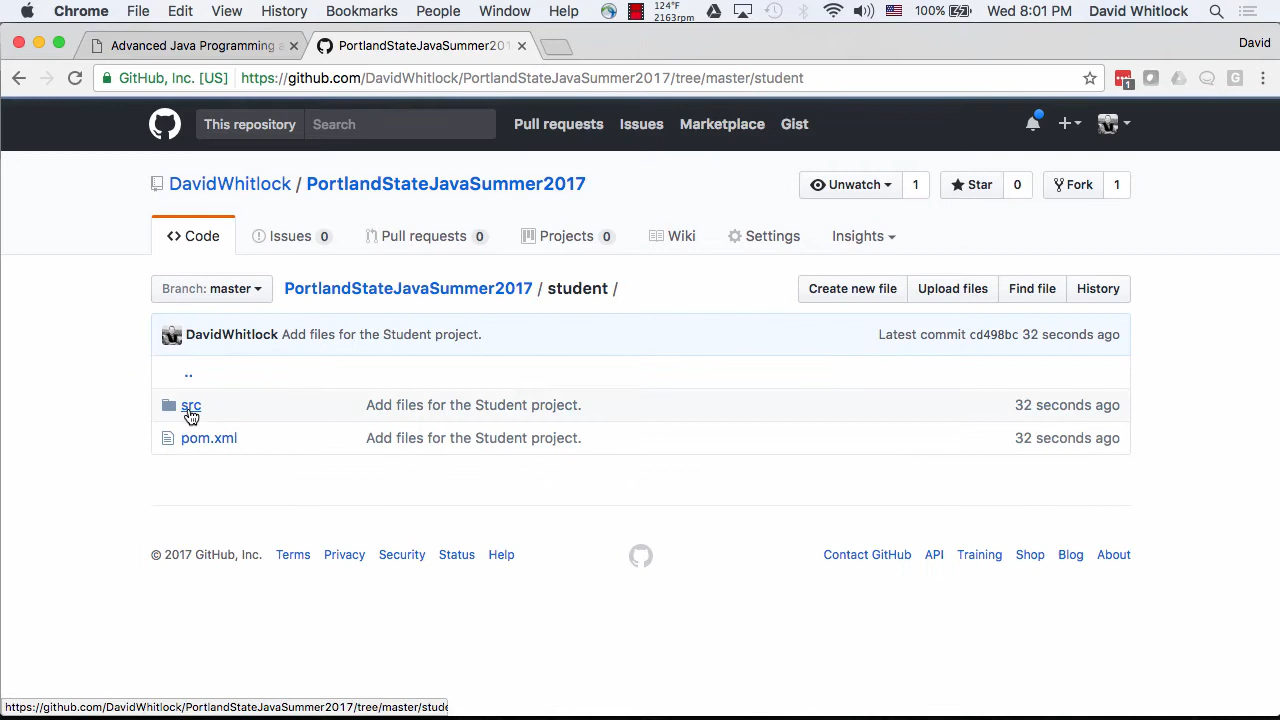 Chrome File Edit View History Bookmarks People Window Help 124°F 2163rpm 100% Wed 8:01 PM David Whitlock
Advanced Java Programming PortlandStateJavaSummer201 David
GitHub, Inc. [US] https://github.com/DavidWhitlock/PortlandStateJavaSummer2017/tree/master/student 1 G
This repository Search Pull requests Issues Marketplace Gist
DavidWhitlock / PortlandStateJavaSummer2017 Unwatch 1 Star 0 Fork 1
Code Issues 0 Pull requests 0 Projects 0 Wiki Settings Insights
Branch: master PortlandStateJavaSummer2017 / student / Create new file Upload files Find file History
DavidWhitlock Add files for the Student project. Latest commit cd498bc 32 seconds ago
..
src Add files for the Student project. 32 seconds ago
pom.xml Add files for the Student project. 32 seconds ago
© 2017 GitHub, Inc. Terms Privacy Security Status Help Contact GitHub API Training Shop Blog About
https://github.com/DavidWhitlock/PortlandStateJavaSummer2017/tree/master/stude